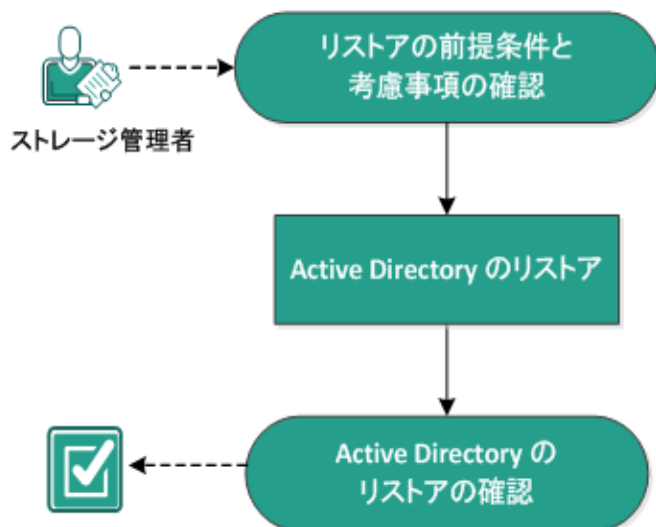 リストアの前提条件と
考慮事項の確認
ストレージ管理者
Active Directory のリストア
Active Directory の
リストアの確認